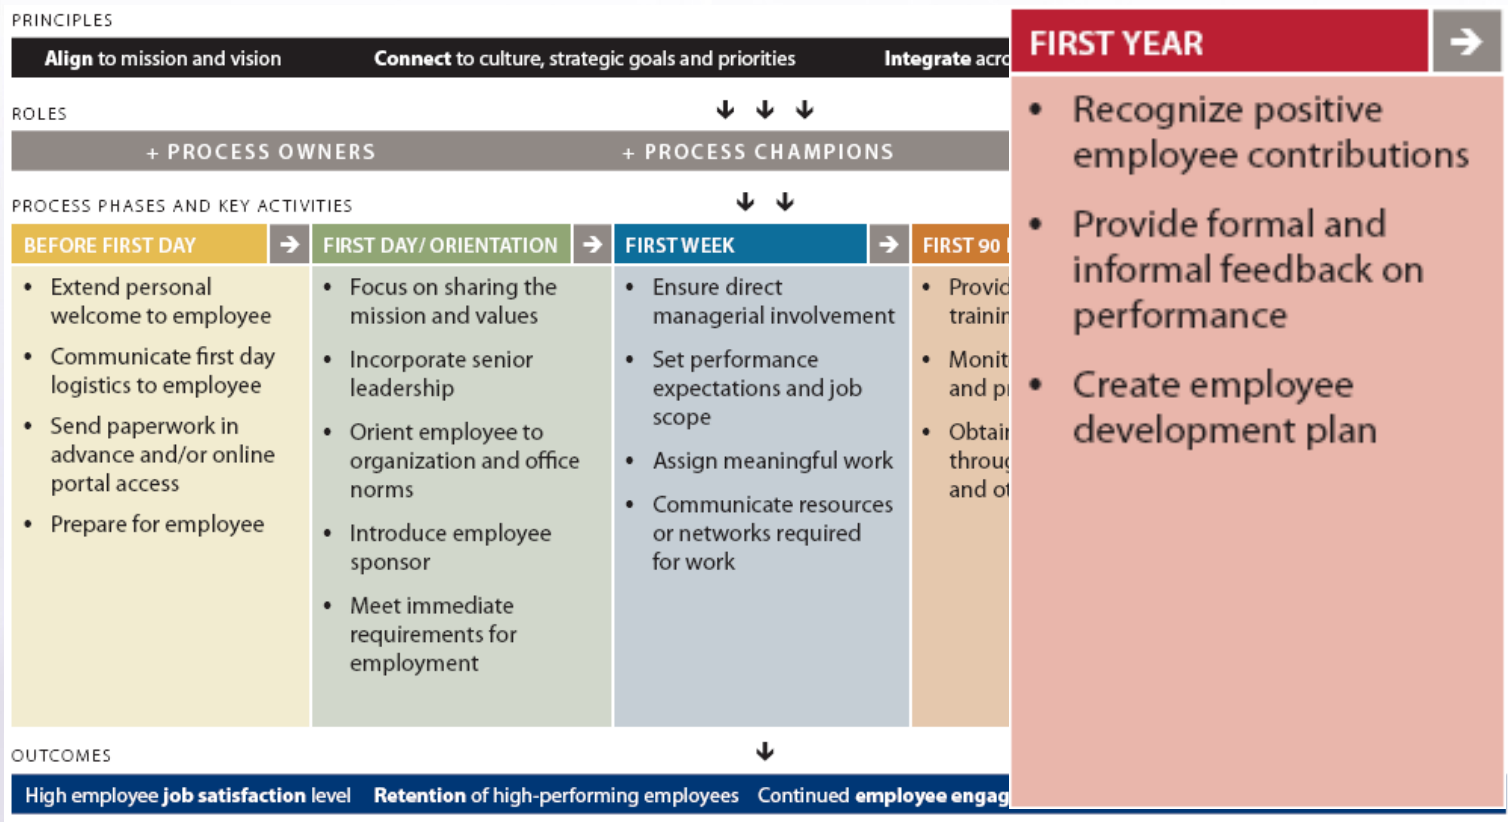 PRINCIPLES
Align to mission and vision
Connect to culture, strategic goals and priorities
Integrate
ROLES
+ PROCESS OWNERS
+ PROCESS CHAMPIONS
PROCESS PHASES AND KEY ACTIVITIES
BEFORE FIRST DAY
• Extend personal
welcome to employee
• Communicate first day
logistics to employee
• Send paperwork in
advance and/or online
portal access
• Prepare for employee
FIRST DAY/ORIENTATION
• Focus on sharing the
mission and values
• Incorporate senior
leadership
• Orient employee to
organization and office
norms
• Introduce employee
sponsor
• Meet immediate
requirements for
employment
FIRST WEEK
• Ensure direct
managerial involvement
• Set performance
expectations and job
scope
• Assign meaningful work
• Communicate resources
or networks required
for work
FIRST 90
and
and
FIRST YEAR
• Recognize positive
employee contributions
• Provide formal and
informal feedback on
performance
• Create employee
development plan
OUTCOMES
High employee job satisfaction level
Retention of high-performing employees
Continued employee